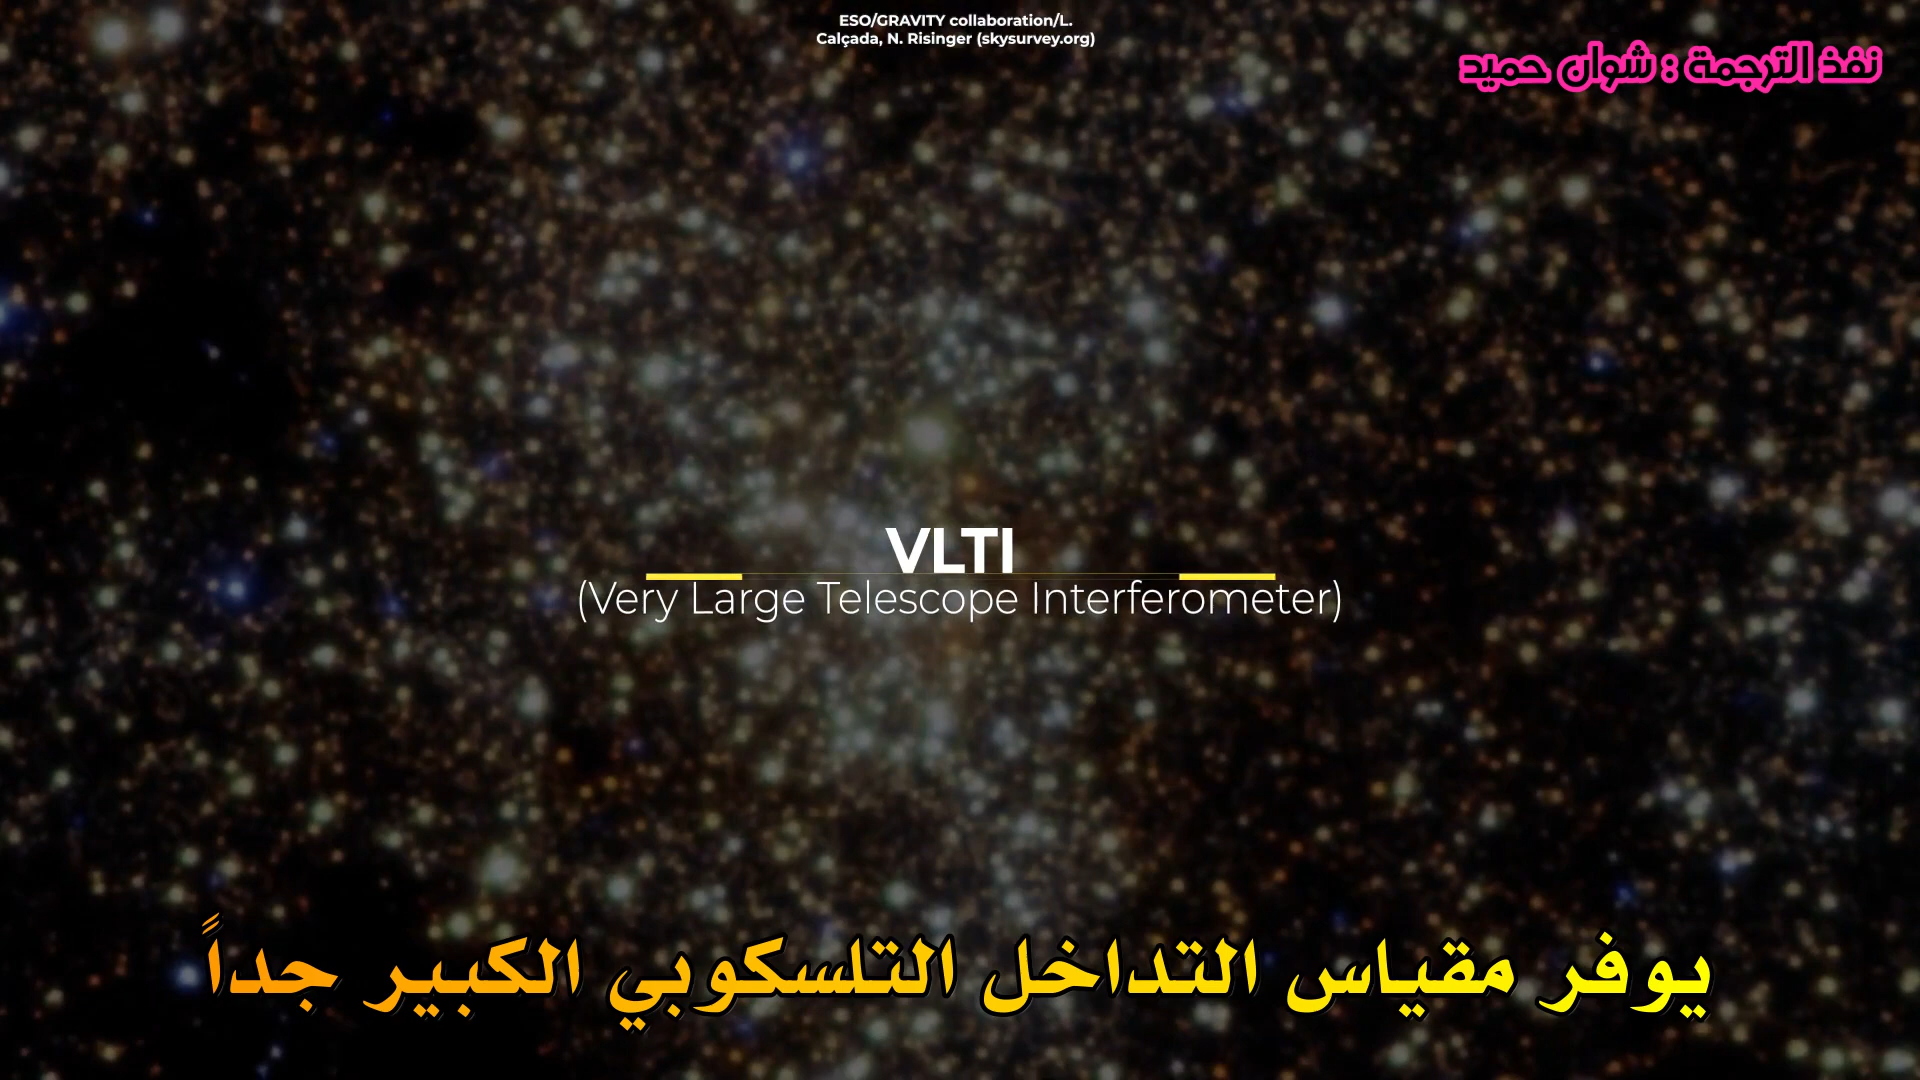 ESO/GRAVITY collaboration/L.
Calçada, N. Risinger (skysurvey.org)
نفذ الترجمة : شوان حميد
VLTI
(Very Large Telescope Interferometer)
يوفر مقياس التداخل التلسكوبي الكبير جداً